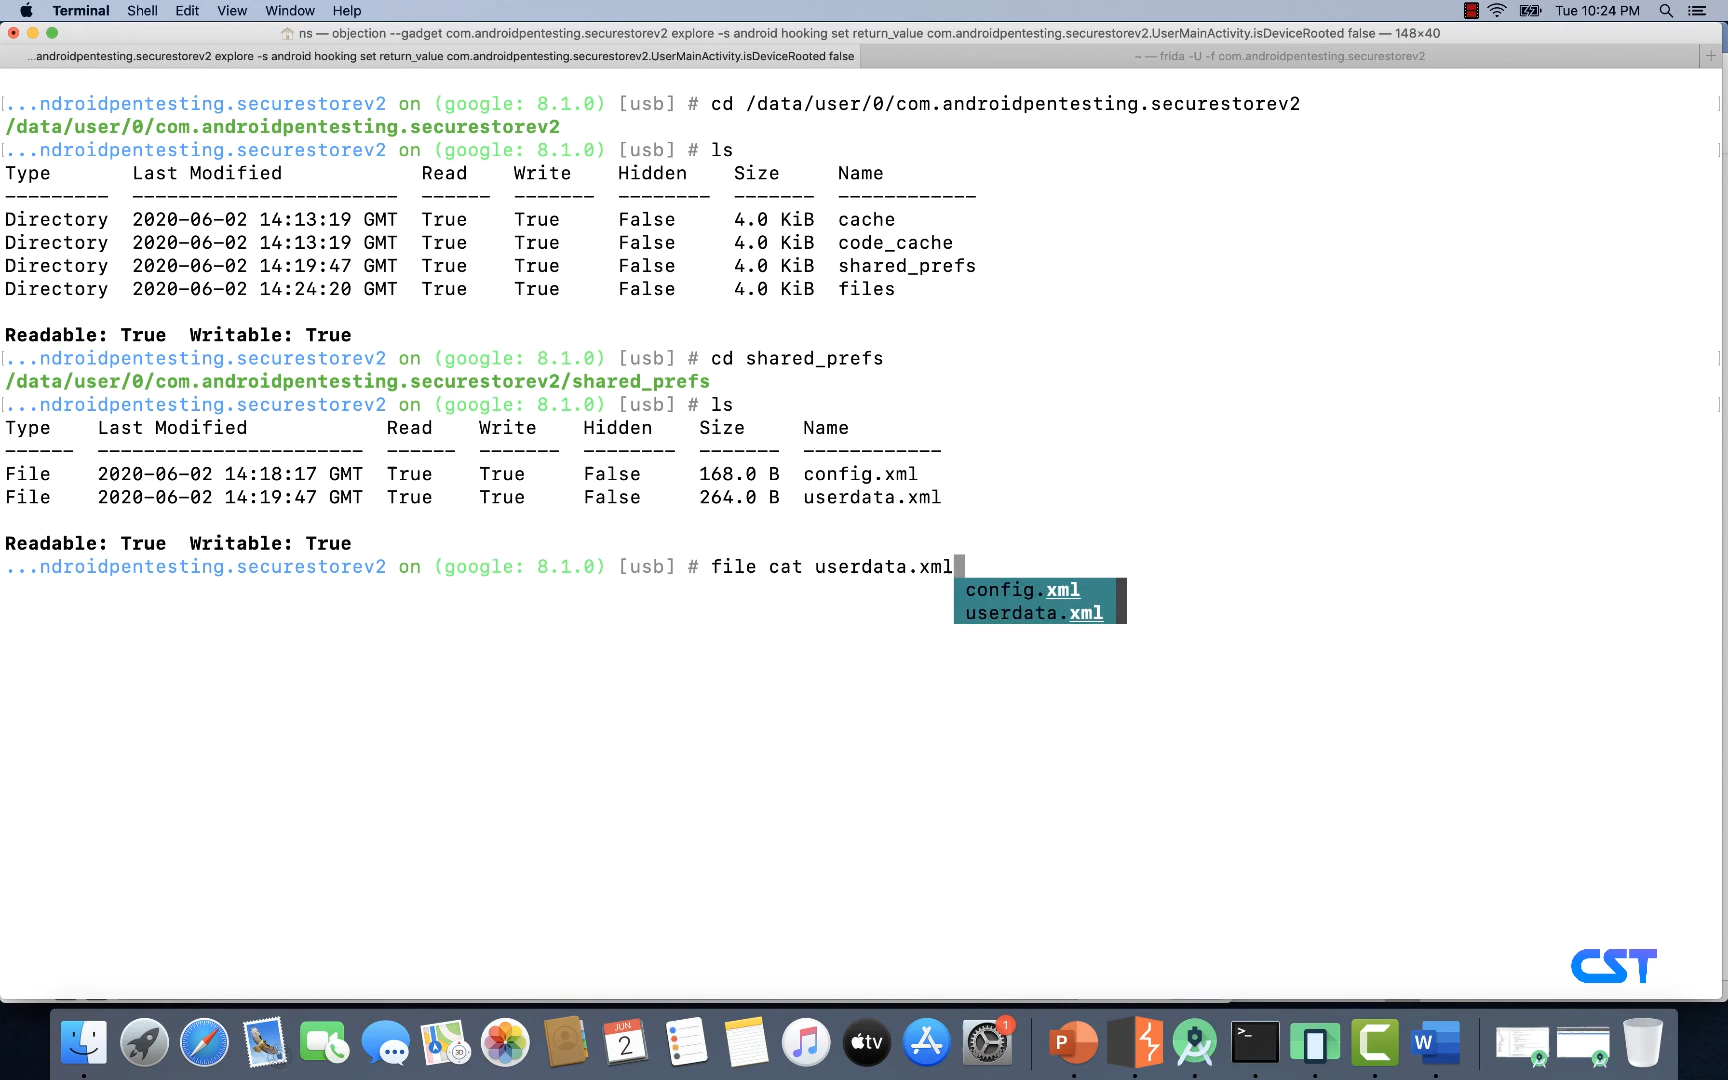 Terminal Shell Edit View Window Help Tue 10:24 PM
ns — objection --gadget com.androidpentesting.securestorev2 explore -s android hooking set return_value com.androidpentesting.securestorev2.UserMainActivity.isDeviceRooted false — 148×40
...androidpentesting.securestorev2 explore -s android hooking set return_value com.androidpentesting.securestorev2.UserMainActivity.isDeviceRooted false
~ — frida -U -f com.androidpentesting.securestorev2
...ndroidpentesting.securestorev2 on (google: 8.1.0) [usb] # cd /data/user/0/com.androidpentesting.securestorev2
/data/user/0/com.androidpentesting.securestorev2
...ndroidpentesting.securestorev2 on (google: 8.1.0) [usb] # ls
Type Last Modified Read Write Hidden Size Name
--------- ----------------------- ------ ------- -------- ------- ------------
Directory 2020-06-02 14:13:19 GMT True True False 4.0 KiB cache
Directory 2020-06-02 14:13:19 GMT True True False 4.0 KiB code_cache
Directory 2020-06-02 14:19:47 GMT True True False 4.0 KiB shared_prefs
Directory 2020-06-02 14:24:20 GMT True True False 4.0 KiB files
Readable: True Writable: True
...ndroidpentesting.securestorev2 on (google: 8.1.0) [usb] # cd shared_prefs
/data/user/0/com.androidpentesting.securestorev2/shared_prefs
...ndroidpentesting.securestorev2 on (google: 8.1.0) [usb] # ls
Type Last Modified Read Write Hidden Size Name
------ ----------------------- ------ ------- -------- ------- ------------
File 2020-06-02 14:18:17 GMT True True False 168.0 B config.xml
File 2020-06-02 14:19:47 GMT True True False 264.0 B userdata.xml
Readable: True Writable: True
...ndroidpentesting.securestorev2 on (google: 8.1.0) [usb] # file cat userdata.xml
config.xml
userdata.xml
CST
JUN
2
tv
1
P
>_
C
W